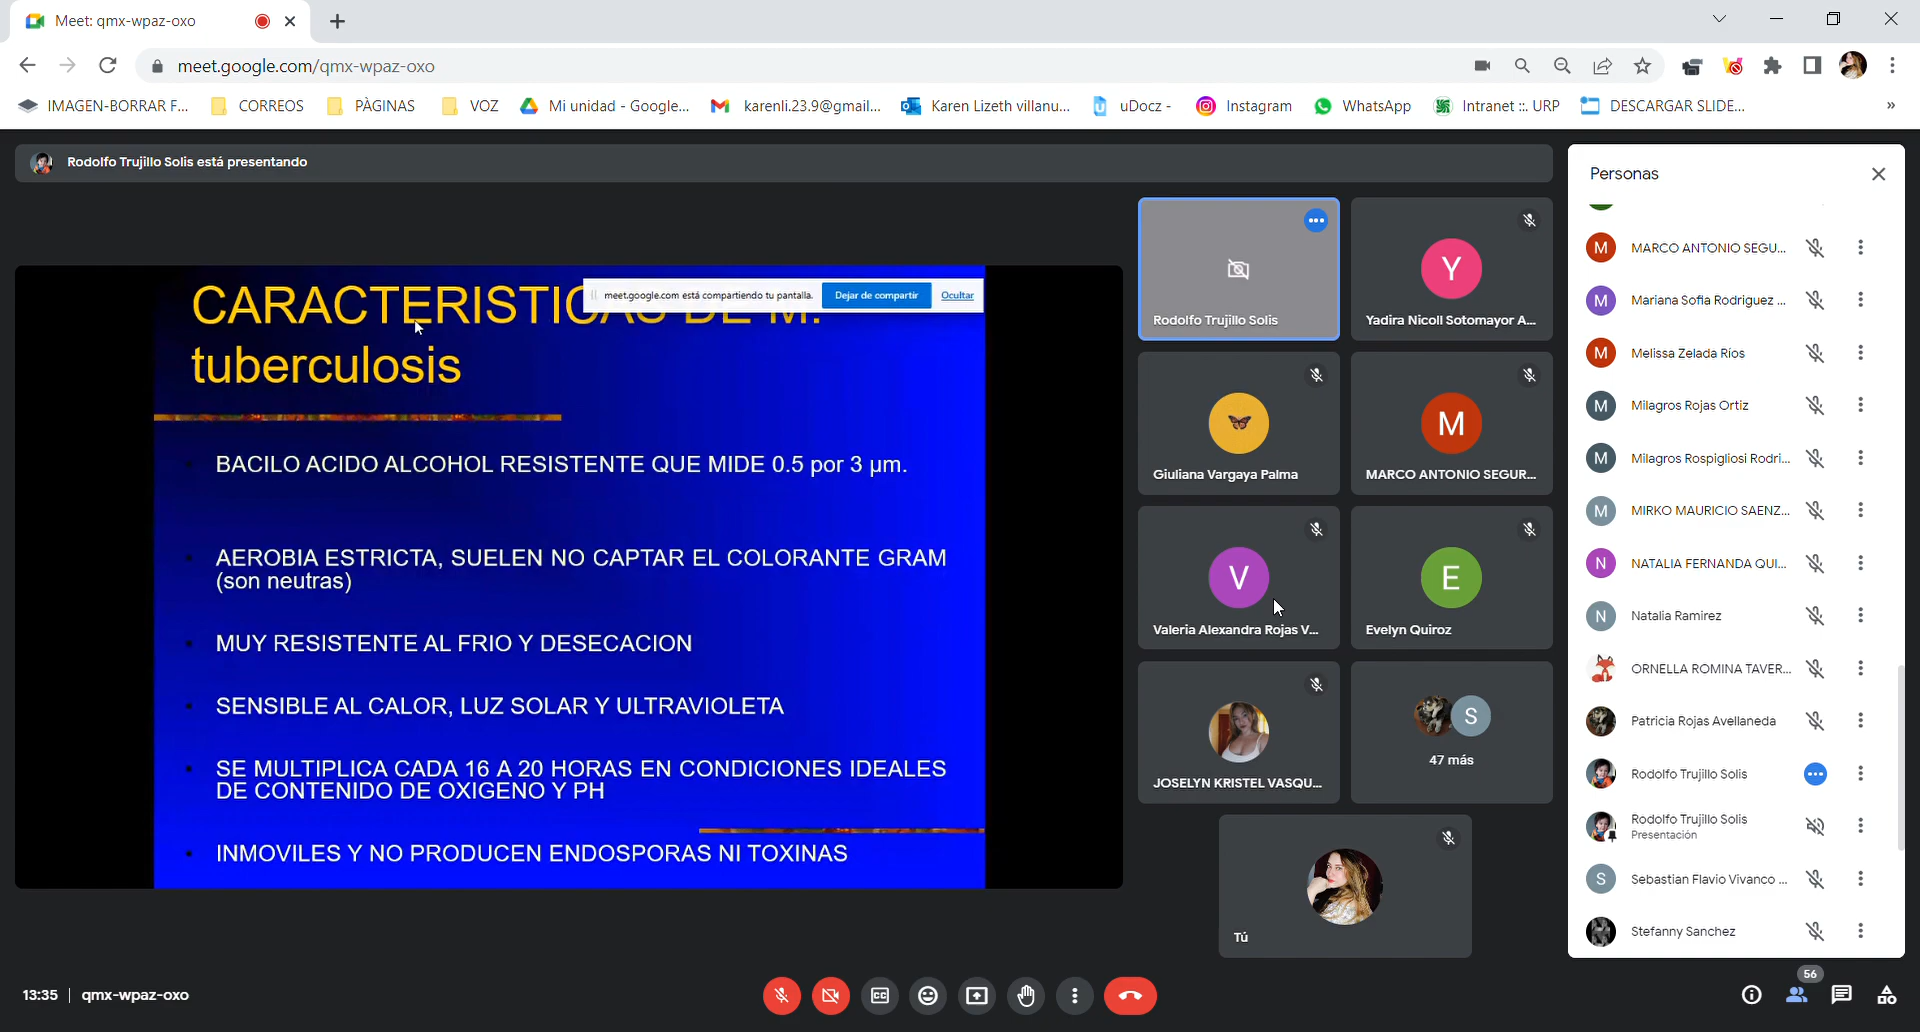 Meet: qmx-wpaz-oxo
meet.google.com/qmx-wpaz-oxo
IMAGEN-BORRAR F...
CORREOS
PÀGINAS
VOZ
Mi unidad - Google...
karenli.23.9@gmail...
Karen Lizeth villanu...
uDocz -
Instagram
WhatsApp
Intranet ::. URP
DESCARGAR SLIDE...
»
Rodolfo Trujillo Solis está presentando
meet.google.com está compartiendo tu pantalla.
Dejar de compartir
Ocultar
CARACTERISTICAS DE M.
tuberculosis
BACILO ACIDO ALCOHOL RESISTENTE QUE MIDE 0.5 por 3 µm.
AEROBIA ESTRICTA, SUELEN NO CAPTAR EL COLORANTE GRAM
(son neutras)
MUY RESISTENTE AL FRIO Y DESECACION
SENSIBLE AL CALOR, LUZ SOLAR Y ULTRAVIOLETA
SE MULTIPLICA CADA 16 A 20 HORAS EN CONDICIONES IDEALES
DE CONTENIDO DE OXIGENO Y PH
INMOVILES Y NO PRODUCEN ENDOSPORAS NI TOXINAS
Rodolfo Trujillo Solis
Y
Yadira Nicoll Sotomayor A...
Giuliana Vargaya Palma
M
MARCO ANTONIO SEGUR...
V
Valeria Alexandra Rojas V...
E
Evelyn Quiroz
JOSELYN KRISTEL VASQU...
S
47 más
Tú
Personas
M
MARCO ANTONIO SEGU...
M
Mariana Sofia Rodriguez ...
M
Melissa Zelada Ríos
M
Milagros Rojas Ortiz
M
Milagros Rospigliosi Rodri...
M
MIRKO MAURICIO SAENZ...
N
NATALIA FERNANDA QUI...
N
Natalia Ramirez
ORNELLA ROMINA TAVER...
Patricia Rojas Avellaneda
Rodolfo Trujillo Solis
Rodolfo Trujillo Solis
Presentación
S
Sebastian Flavio Vivanco ...
Stefanny Sanchez
13:35 | qmx-wpaz-oxo
CC
56